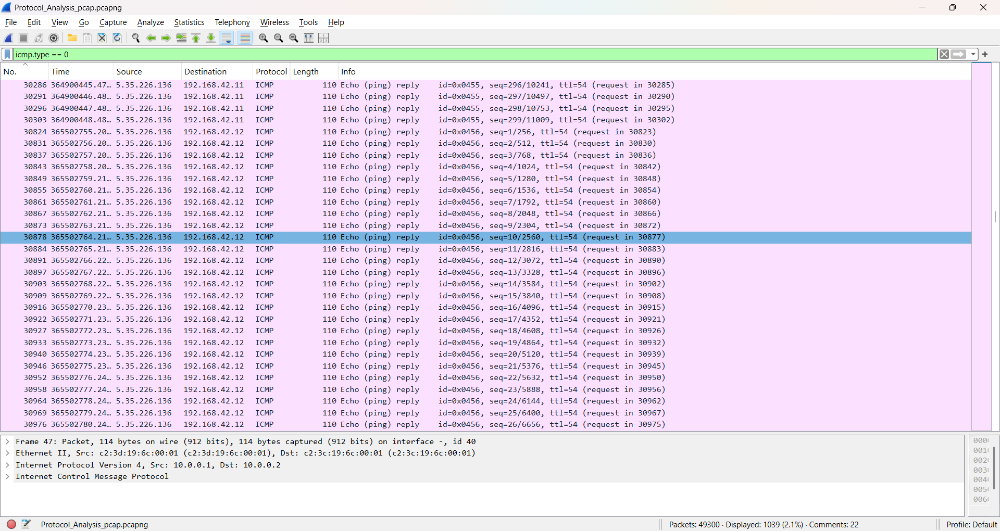 Protocol_Analysis_pcap.pcapng
File Edit View Go Capture Analyze Statistics Telephony Wireless Tools Help
icmp.type == 0
No. Time Source Destination Protocol Length Info
30286 364900445.47… 5.35.226.136 192.168.42.11 ICMP 110 Echo (ping) reply id=0x0455, seq=296/10241, ttl=54 (request in 30285)
30291 364900446.48… 5.35.226.136 192.168.42.11 ICMP 110 Echo (ping) reply id=0x0455, seq=297/10497, ttl=54 (request in 30290)
30296 364900447.48… 5.35.226.136 192.168.42.11 ICMP 110 Echo (ping) reply id=0x0455, seq=298/10753, ttl=54 (request in 30295)
30303 364900448.48… 5.35.226.136 192.168.42.11 ICMP 110 Echo (ping) reply id=0x0455, seq=299/11009, ttl=54 (request in 30302)
30824 365502755.20… 5.35.226.136 192.168.42.12 ICMP 110 Echo (ping) reply id=0x0456, seq=1/256, ttl=54 (request in 30823)
30831 365502756.20… 5.35.226.136 192.168.42.12 ICMP 110 Echo (ping) reply id=0x0456, seq=2/512, ttl=54 (request in 30830)
30837 365502757.20… 5.35.226.136 192.168.42.12 ICMP 110 Echo (ping) reply id=0x0456, seq=3/768, ttl=54 (request in 30836)
30843 365502758.20… 5.35.226.136 192.168.42.12 ICMP 110 Echo (ping) reply id=0x0456, seq=4/1024, ttl=54 (request in 30842)
30849 365502759.21… 5.35.226.136 192.168.42.12 ICMP 110 Echo (ping) reply id=0x0456, seq=5/1280, ttl=54 (request in 30848)
30855 365502760.21… 5.35.226.136 192.168.42.12 ICMP 110 Echo (ping) reply id=0x0456, seq=6/1536, ttl=54 (request in 30854)
30861 365502761.21… 5.35.226.136 192.168.42.12 ICMP 110 Echo (ping) reply id=0x0456, seq=7/1792, ttl=54 (request in 30860)
30867 365502762.21… 5.35.226.136 192.168.42.12 ICMP 110 Echo (ping) reply id=0x0456, seq=8/2048, ttl=54 (request in 30866)
30873 365502763.21… 5.35.226.136 192.168.42.12 ICMP 110 Echo (ping) reply id=0x0456, seq=9/2304, ttl=54 (request in 30872)
30878 365502764.21… 5.35.226.136 192.168.42.12 ICMP 110 Echo (ping) reply id=0x0456, seq=10/2560, ttl=54 (request in 30877)
30884 365502765.21… 5.35.226.136 192.168.42.12 ICMP 110 Echo (ping) reply id=0x0456, seq=11/2816, ttl=54 (request in 30883)
30891 365502766.22… 5.35.226.136 192.168.42.12 ICMP 110 Echo (ping) reply id=0x0456, seq=12/3072, ttl=54 (request in 30890)
30897 365502767.22… 5.35.226.136 192.168.42.12 ICMP 110 Echo (ping) reply id=0x0456, seq=13/3328, ttl=54 (request in 30896)
30903 365502768.22… 5.35.226.136 192.168.42.12 ICMP 110 Echo (ping) reply id=0x0456, seq=14/3584, ttl=54 (request in 30902)
30909 365502769.22… 5.35.226.136 192.168.42.12 ICMP 110 Echo (ping) reply id=0x0456, seq=15/3840, ttl=54 (request in 30908)
30916 365502770.23… 5.35.226.136 192.168.42.12 ICMP 110 Echo (ping) reply id=0x0456, seq=16/4096, ttl=54 (request in 30915)
30922 365502771.23… 5.35.226.136 192.168.42.12 ICMP 110 Echo (ping) reply id=0x0456, seq=17/4352, ttl=54 (request in 30921)
30927 365502772.23… 5.35.226.136 192.168.42.12 ICMP 110 Echo (ping) reply id=0x0456, seq=18/4608, ttl=54 (request in 30926)
30933 365502773.23… 5.35.226.136 192.168.42.12 ICMP 110 Echo (ping) reply id=0x0456, seq=19/4864, ttl=54 (request in 30932)
30940 365502774.23… 5.35.226.136 192.168.42.12 ICMP 110 Echo (ping) reply id=0x0456, seq=20/5120, ttl=54 (request in 30939)
30946 365502775.23… 5.35.226.136 192.168.42.12 ICMP 110 Echo (ping) reply id=0x0456, seq=21/5376, ttl=54 (request in 30945)
30952 365502776.24… 5.35.226.136 192.168.42.12 ICMP 110 Echo (ping) reply id=0x0456, seq=22/5632, ttl=54 (request in 30950)
30958 365502777.24… 5.35.226.136 192.168.42.12 ICMP 110 Echo (ping) reply id=0x0456, seq=23/5888, ttl=54 (request in 30956)
30964 365502778.24… 5.35.226.136 192.168.42.12 ICMP 110 Echo (ping) reply id=0x0456, seq=24/6144, ttl=54 (request in 30962)
30969 365502779.24… 5.35.226.136 192.168.42.12 ICMP 110 Echo (ping) reply id=0x0456, seq=25/6400, ttl=54 (request in 30967)
30976 365502780.24… 5.35.226.136 192.168.42.12 ICMP 110 Echo (ping) reply id=0x0456, seq=26/6656, ttl=54 (request in 30975)
Frame 47: Packet, 114 bytes on wire (912 bits), 114 bytes captured (912 bits) on interface -, id 40
Ethernet II, Src: c2:3d:19:6c:00:01 (c2:3d:19:6c:00:01), Dst: c2:3c:19:6c:00:01 (c2:3c:19:6c:00:01)
Internet Protocol Version 4, Src: 10.0.0.1, Dst: 10.0.0.2
Internet Control Message Protocol
000
001
002
003
004
005
006
Protocol_Analysis_pcap.pcapng
Packets: 49300 · Displayed: 1039 (2.1%) · Comments: 22
Profile: Default